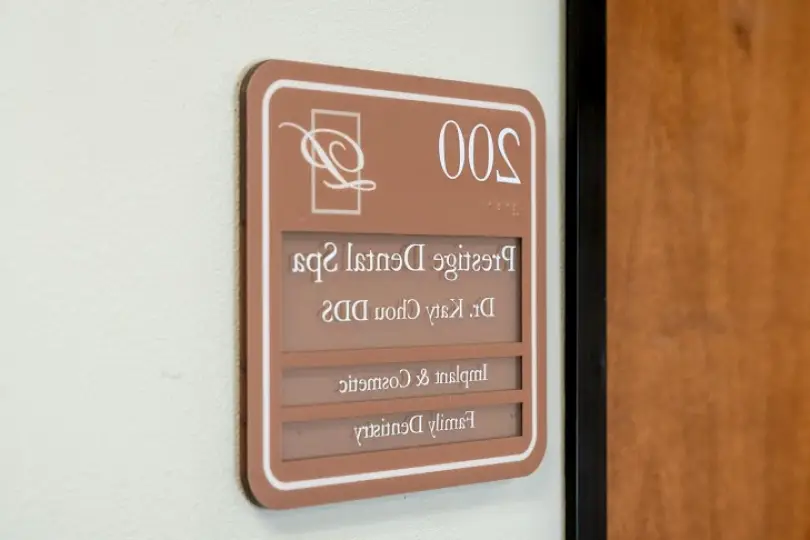 200
Prestige Dental Spa
Dr. Katy Chou DDS
Implant & Cosmetic
Family Dentistry